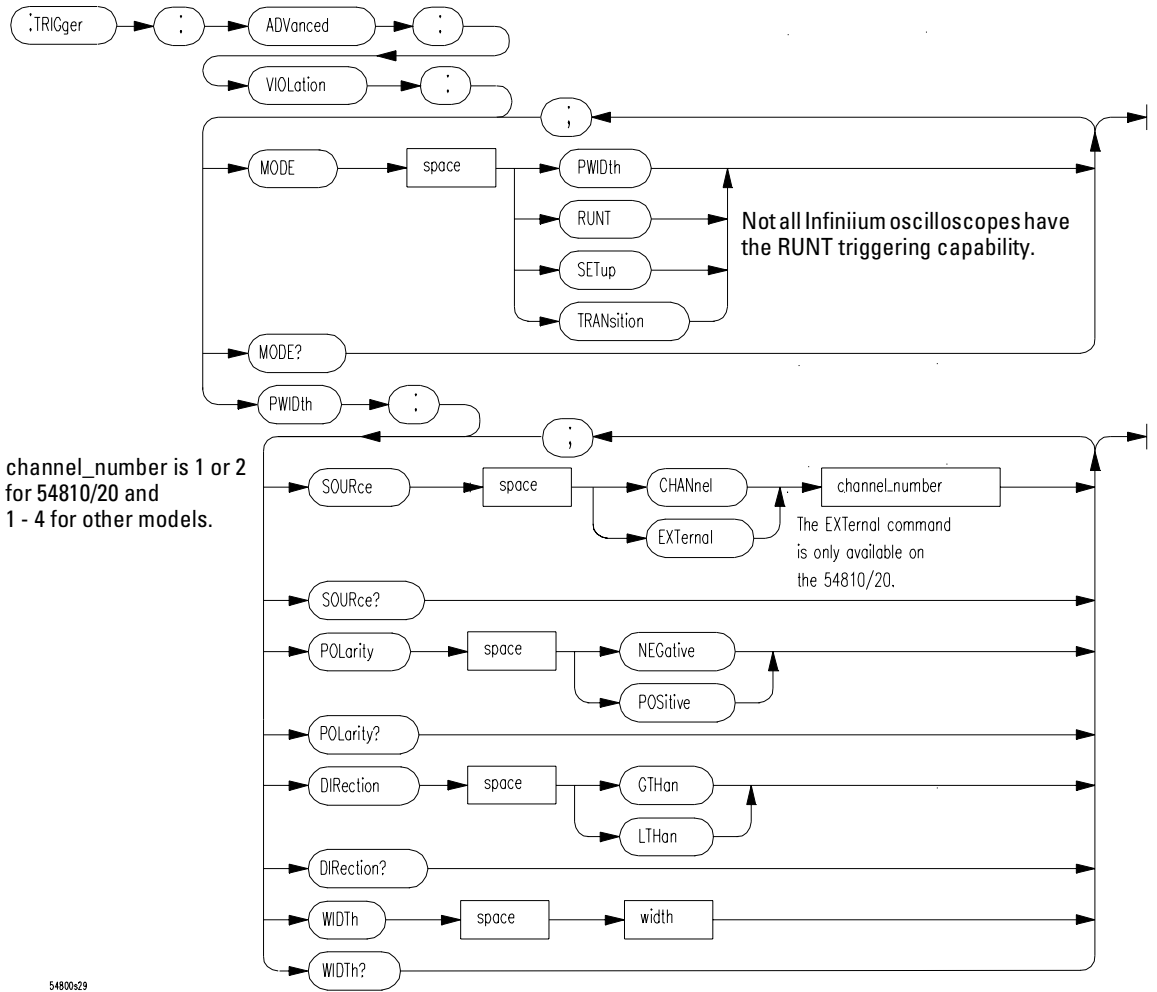 :TRIGger : ADVanced :
VIOLation :
;
MODE space PWIDth
RUNT
SETup
TRANsition
Not all Infiniium oscilloscopes have
the RUNT triggering capability.
MODE?
PWIDth :
;
channel_number is 1 or 2
for 54810/20 and
1 - 4 for other models.
SOURce space CHANnel channel_number
EXTernal
The EXTernal command
is only available on
the 54810/20.
SOURce?
POLarity space NEGative
POSitive
POLarity?
DIRection space GTHan
LTHan
DIRection?
WIDTh space width
WIDTh?
54800s29